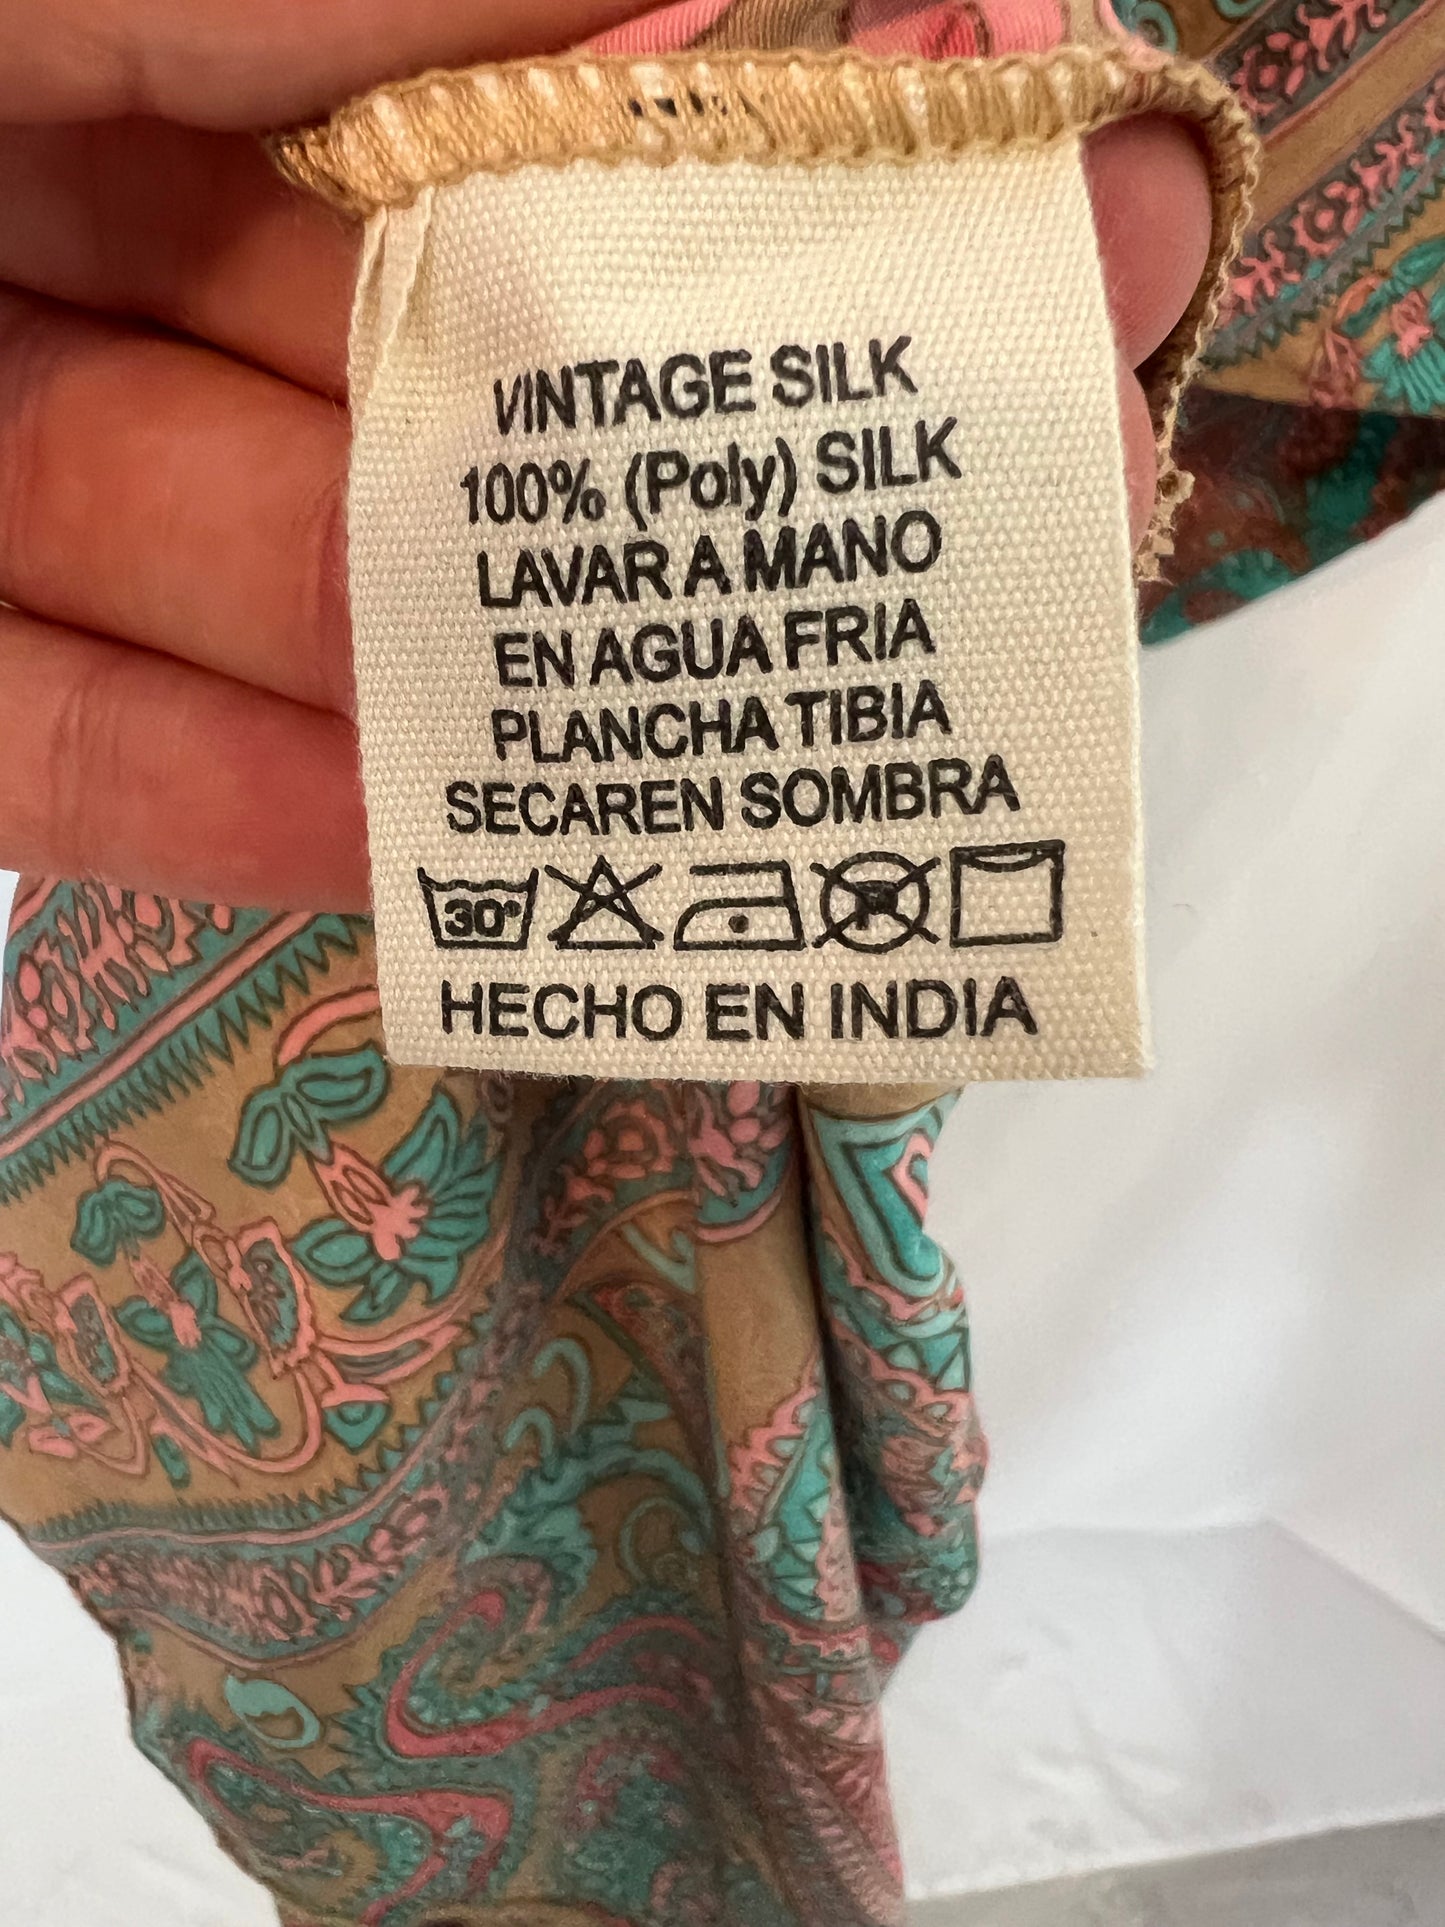 VINTAGE SILK
100% (Poly) SILK
LAVAR A MANO
EN AGUA FRIA
PLANCHA TIBIA
SECAREN SOMBRA
30° P
HECHO EN INDIA